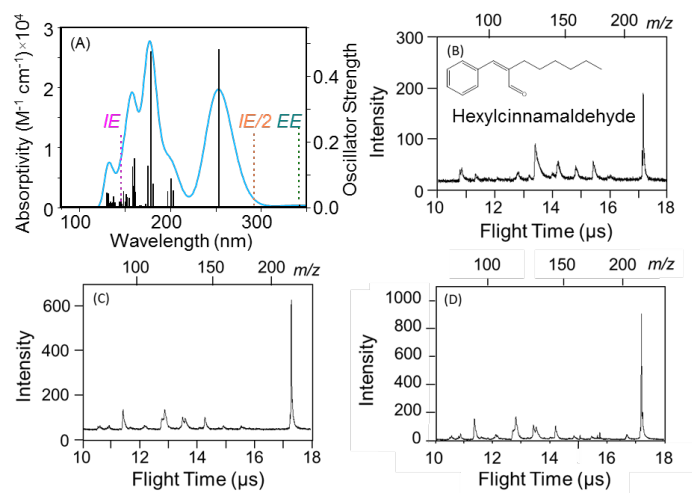 (A)
3
2
1
0
Absorptivity (M⁻¹ cm⁻¹)×10⁴
IE
IE/2
EE
0.4
0.2
0.0
Oscillator Strength
100
200
300
Wavelength (nm)
100
150
200
m/z
(B)
300
200
100
0
Intensity
O
Hexylcinnamaldehyde
10
12
14
16
18
Flight Time (μs)
100
150
200
m/z
(C)
600
400
200
0
Intensity
10
12
14
16
18
Flight Time (μs)
100
150
200
m/z
(D)
1000
800
600
400
200
0
Intensity
10
12
14
16
18
Flight Time (μs)